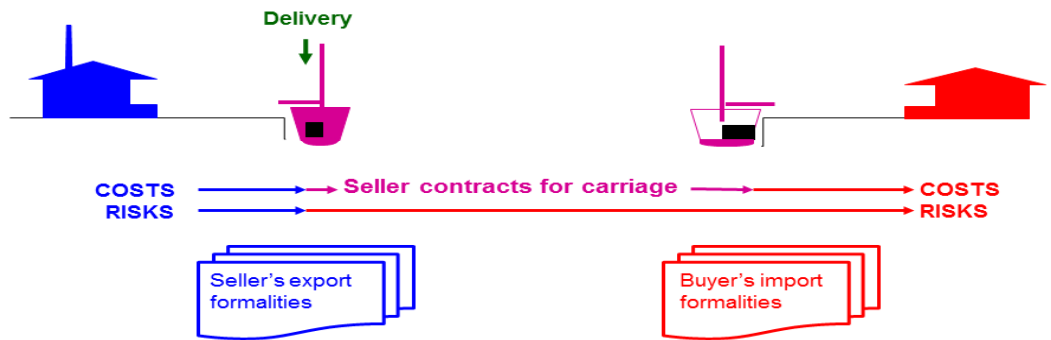 Delivery
COSTS Seller contracts for carriage COSTS
RISKS RISKS
Seller’s export
formalities
Buyer’s import
formalities